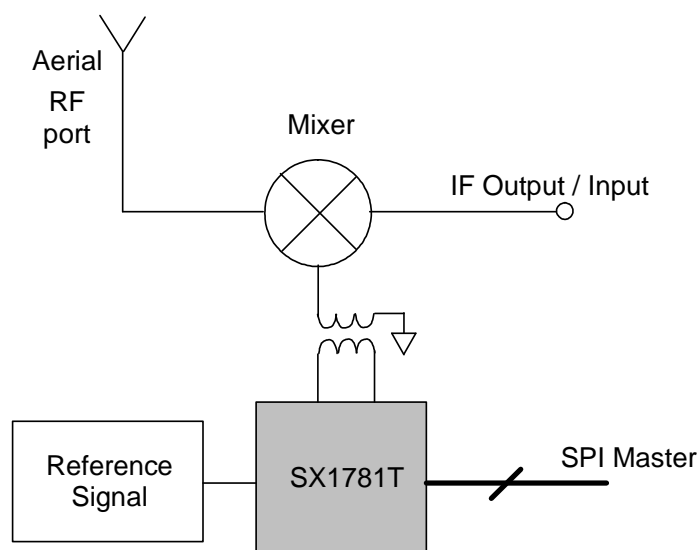 Aerial
RF
port
Mixer
IF Output / Input
Reference
Signal
SX1781T
SPI Master